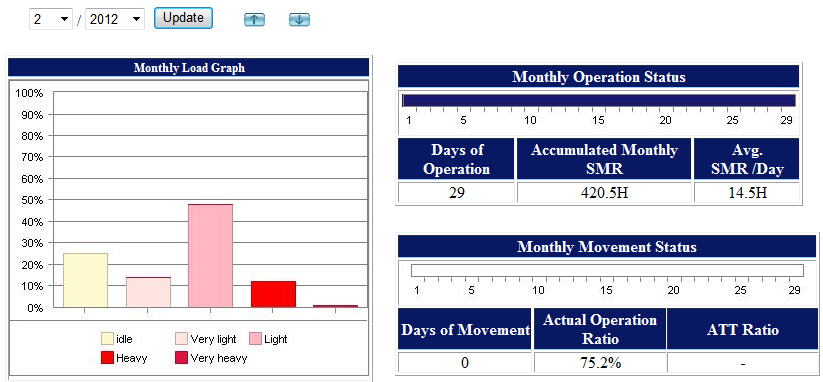 2 / 2012 Update
Monthly Load Graph
100%
90%
80%
70%
60%
50%
40%
30%
20%
10%
0%
idle Very light Light
Heavy Very heavy
Monthly Operation Status
1 5 10 15 20 25 29
Days of Operation Accumulated Monthly SMR Avg. SMR /Day
29 420.5H 14.5H
Monthly Movement Status
1 5 10 15 20 25 29
Days of Movement Actual Operation Ratio ATT Ratio
0 75.2% -